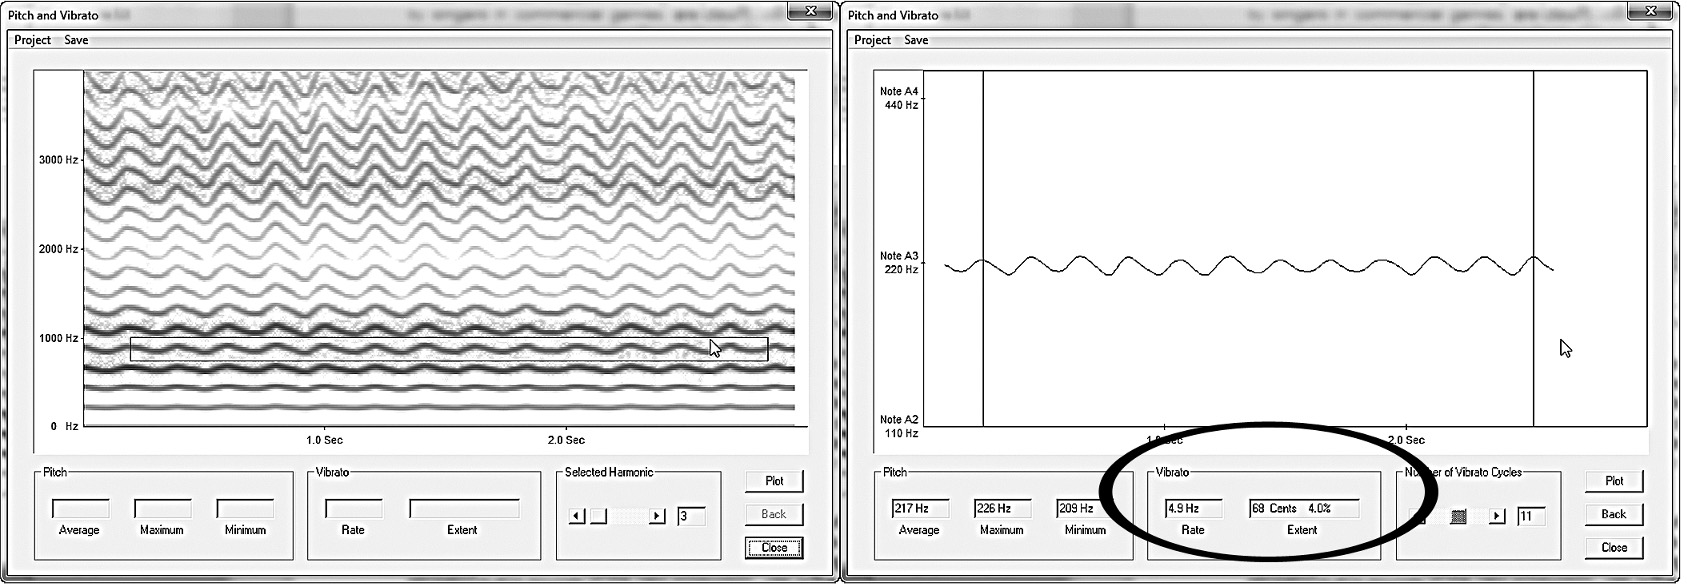 Pitch and Vibrato
Project Save
3000 Hz
2000 Hz
1000 Hz
0 Hz
1.0 Sec
2.0 Sec
Pitch
Average
Maximum
Minimum
Vibrato
Rate
Extent
Selected Harmonic
3
Plot
Back
Close
Pitch and Vibrato
Project Save
Note A4
440 Hz
Note A3
220 Hz
Note A2
110 Hz
1.0 Sec
2.0 Sec
Pitch
217 Hz
226 Hz
209 Hz
Average
Maximum
Minimum
Vibrato
4.9 Hz
68 Cents 4.0%
Rate
Extent
Number of Vibrato Cycles
11
Plot
Back
Close